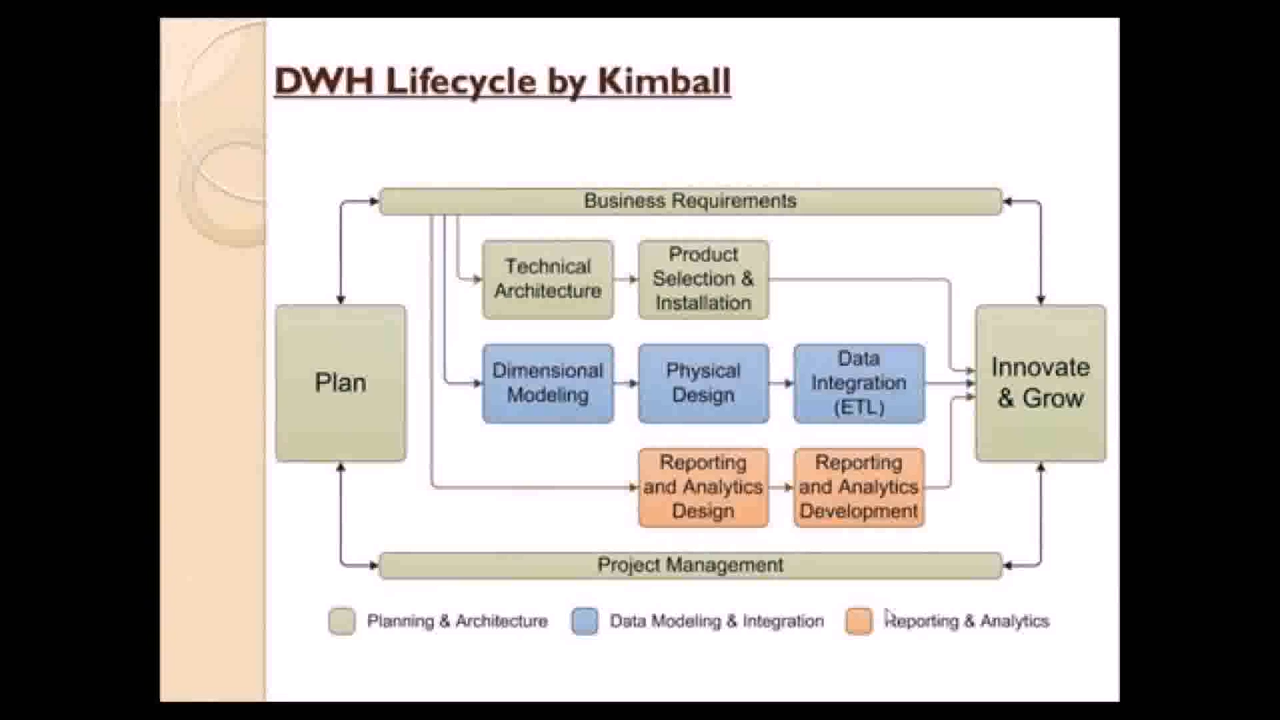 DWH Lifecycle by Kimball
Business Requirements
Technical
Architecture
Product
Selection &
Installation
Plan
Dimensional
Modeling
Physical
Design
Data
Integration
(ETL)
Innovate
& Grow
Reporting
and Analytics
Design
Reporting
and Analytics
Development
Project Management
Planning & Architecture
Data Modeling & Integration
Reporting & Analytics